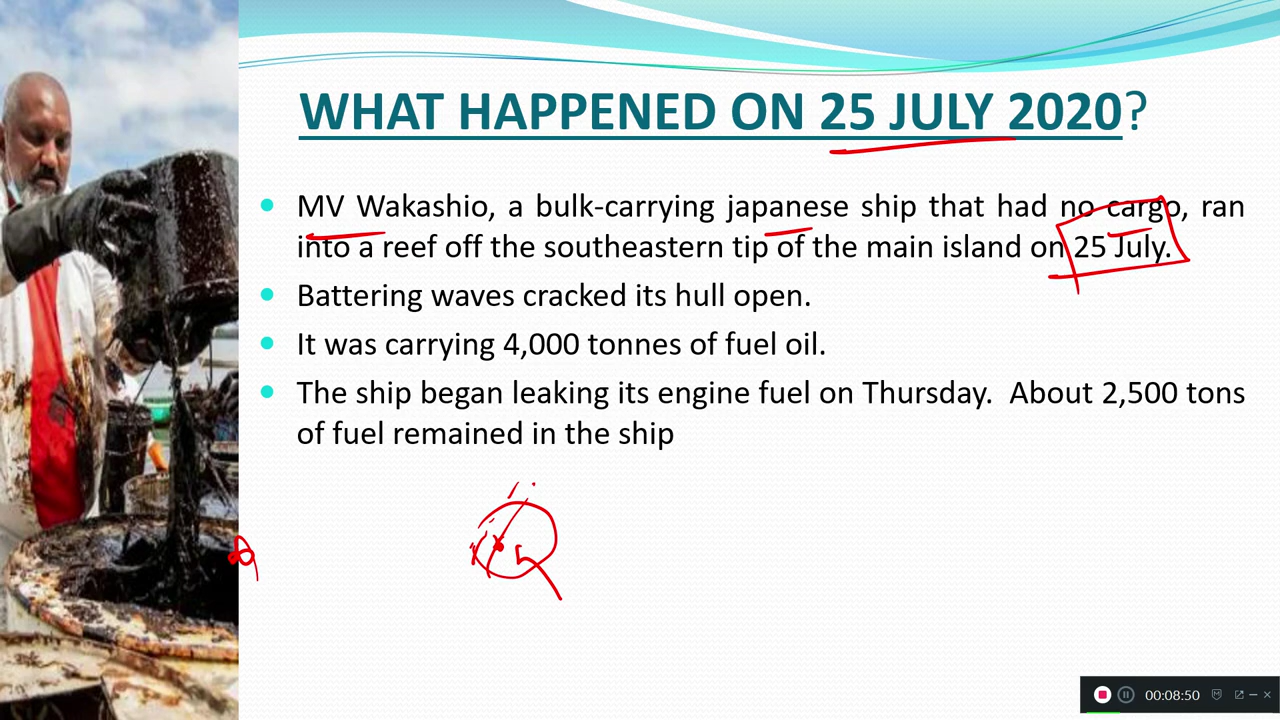 WHAT HAPPENED ON 25 JULY 2020?
MV Wakashio, a bulk-carrying japanese ship that had no cargo, ran
into a reef off the southeastern tip of the main island on 25 July.
Battering waves cracked its hull open.
It was carrying 4,000 tonnes of fuel oil.
The ship began leaking its engine fuel on Thursday. About 2,500 tons
of fuel remained in the ship
00:08:50